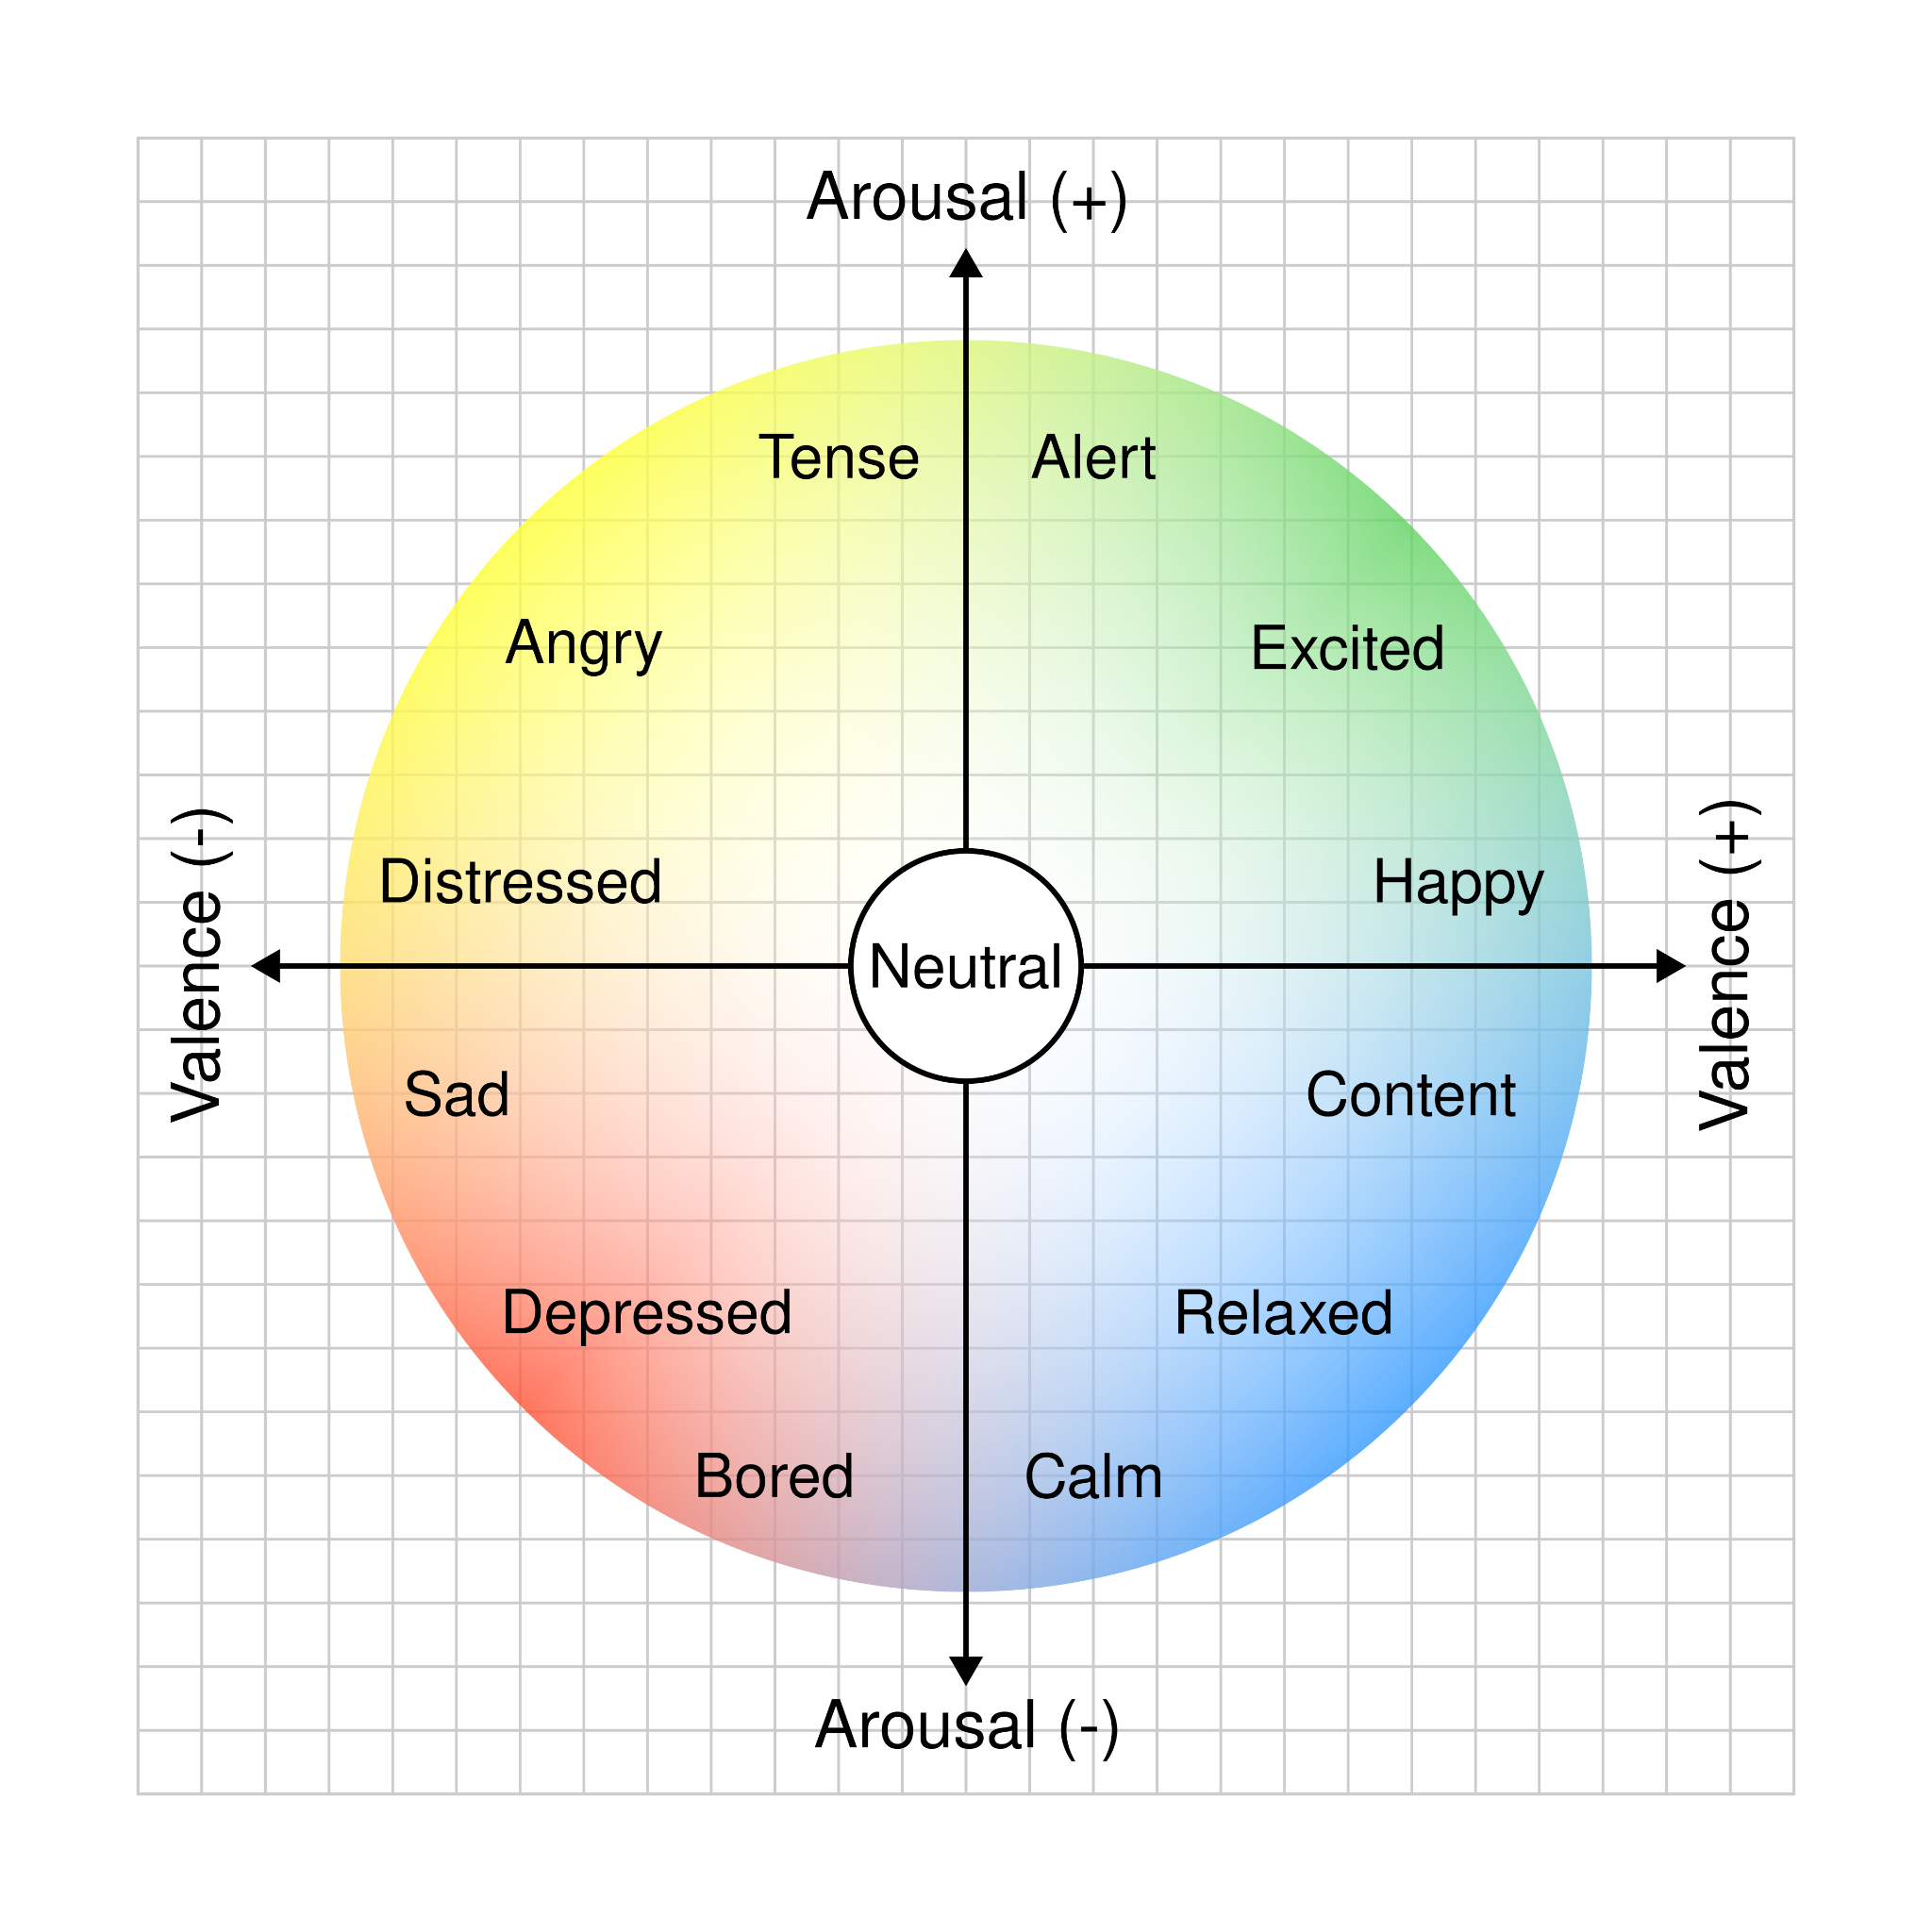 Arousal (+)
Tense
Alert
Angry
Excited
Distressed
Happy
Valence (-)
Neutral
Valence (+)
Sad
Content
Depressed
Relaxed
Bored
Calm
Arousal (-)